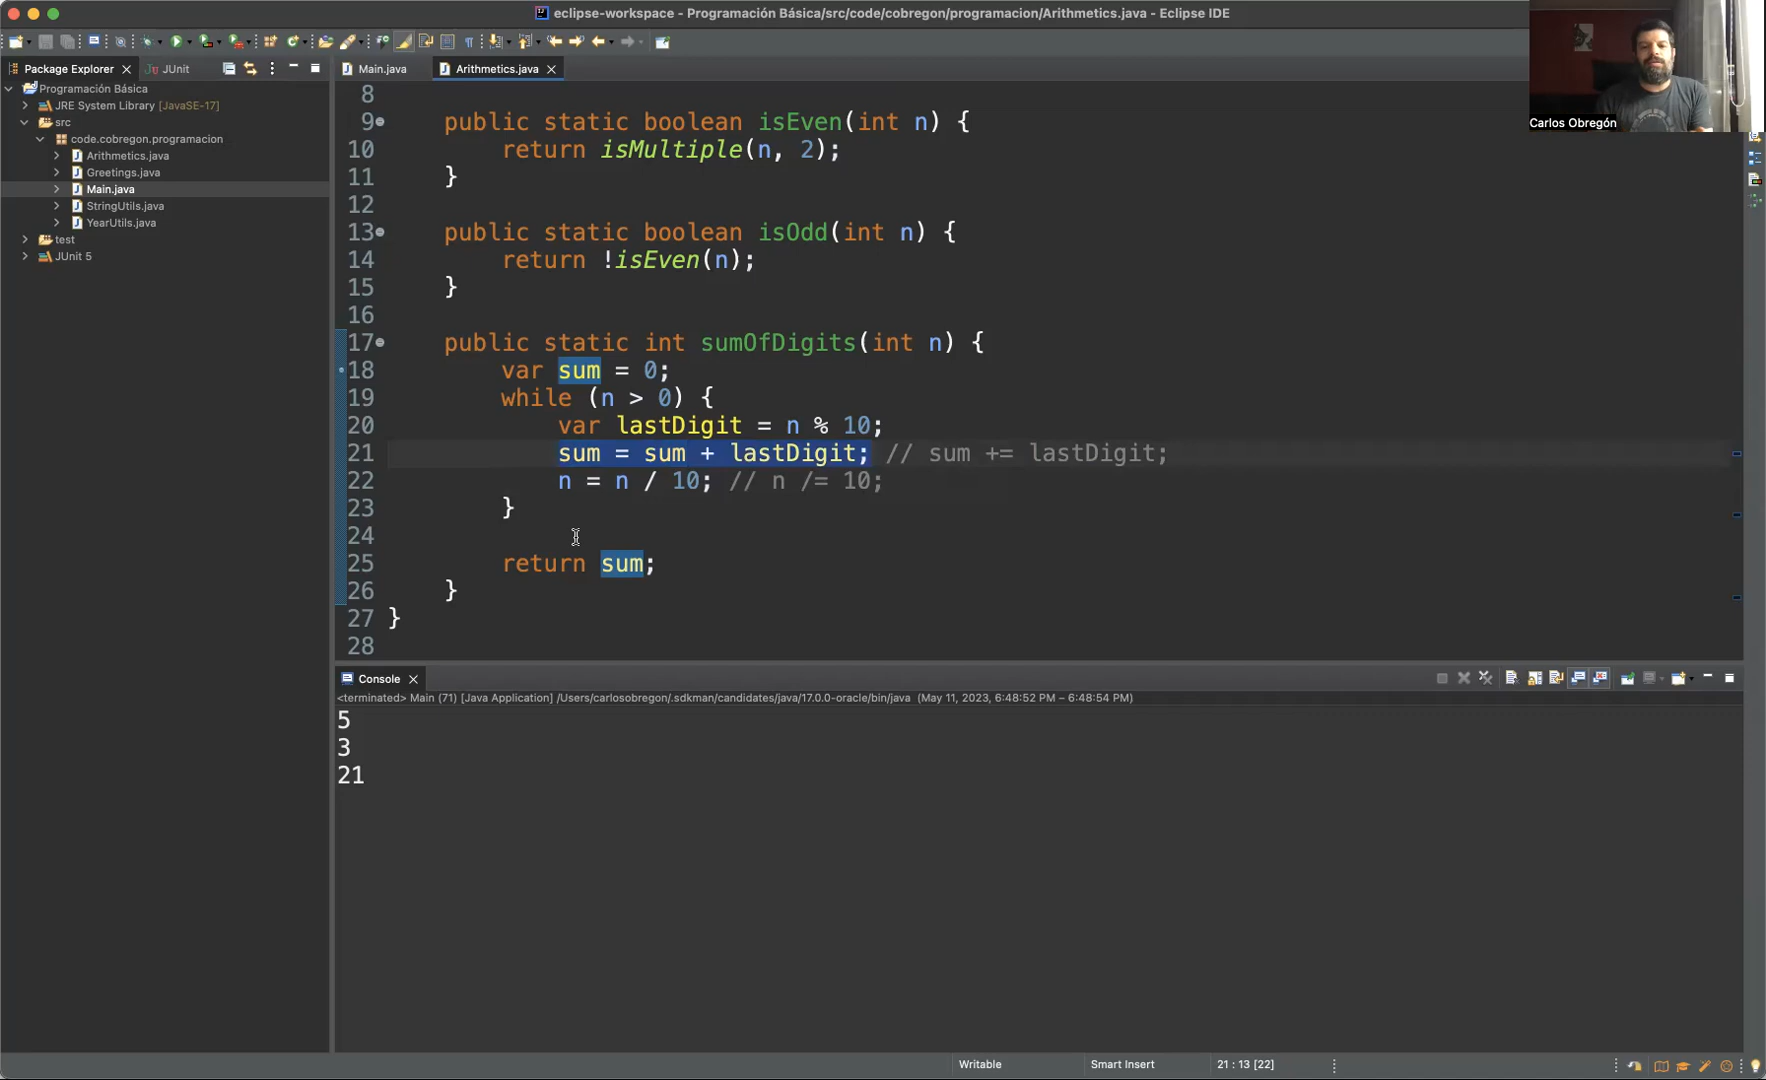 eclipse-workspace - Programación Básica/src/code/cobregon/programacion/Arithmetics.java - Eclipse IDE
Package Explorer
JUnit
Programación Básica
JRE System Library [JavaSE-17]
src
code.cobregon.programacion
Arithmetics.java
Greetings.java
Main.java
StringUtils.java
YearUtils.java
test
JUnit 5
Main.java
Arithmetics.java
8
9 public static boolean isEven(int n) {
10 return isMultiple(n, 2);
11 }
12
13 public static boolean isOdd(int n) {
14 return !isEven(n);
15 }
16
17 public static int sumOfDigits(int n) {
18 var sum = 0;
19 while (n > 0) {
20 var lastDigit = n % 10;
21 sum = sum + lastDigit; // sum += lastDigit;
22 n = n / 10; // n /= 10;
23 }
24
25 return sum;
26 }
27 }
28
Carlos Obregón
Console
<terminated> Main (71) [Java Application] /Users/carlosobregon/.sdkman/candidates/java/17.0.0-oracle/bin/java (May 11, 2023, 6:48:52 PM – 6:48:54 PM)
5
3
21
Writable
Smart Insert
21 : 13 [22]